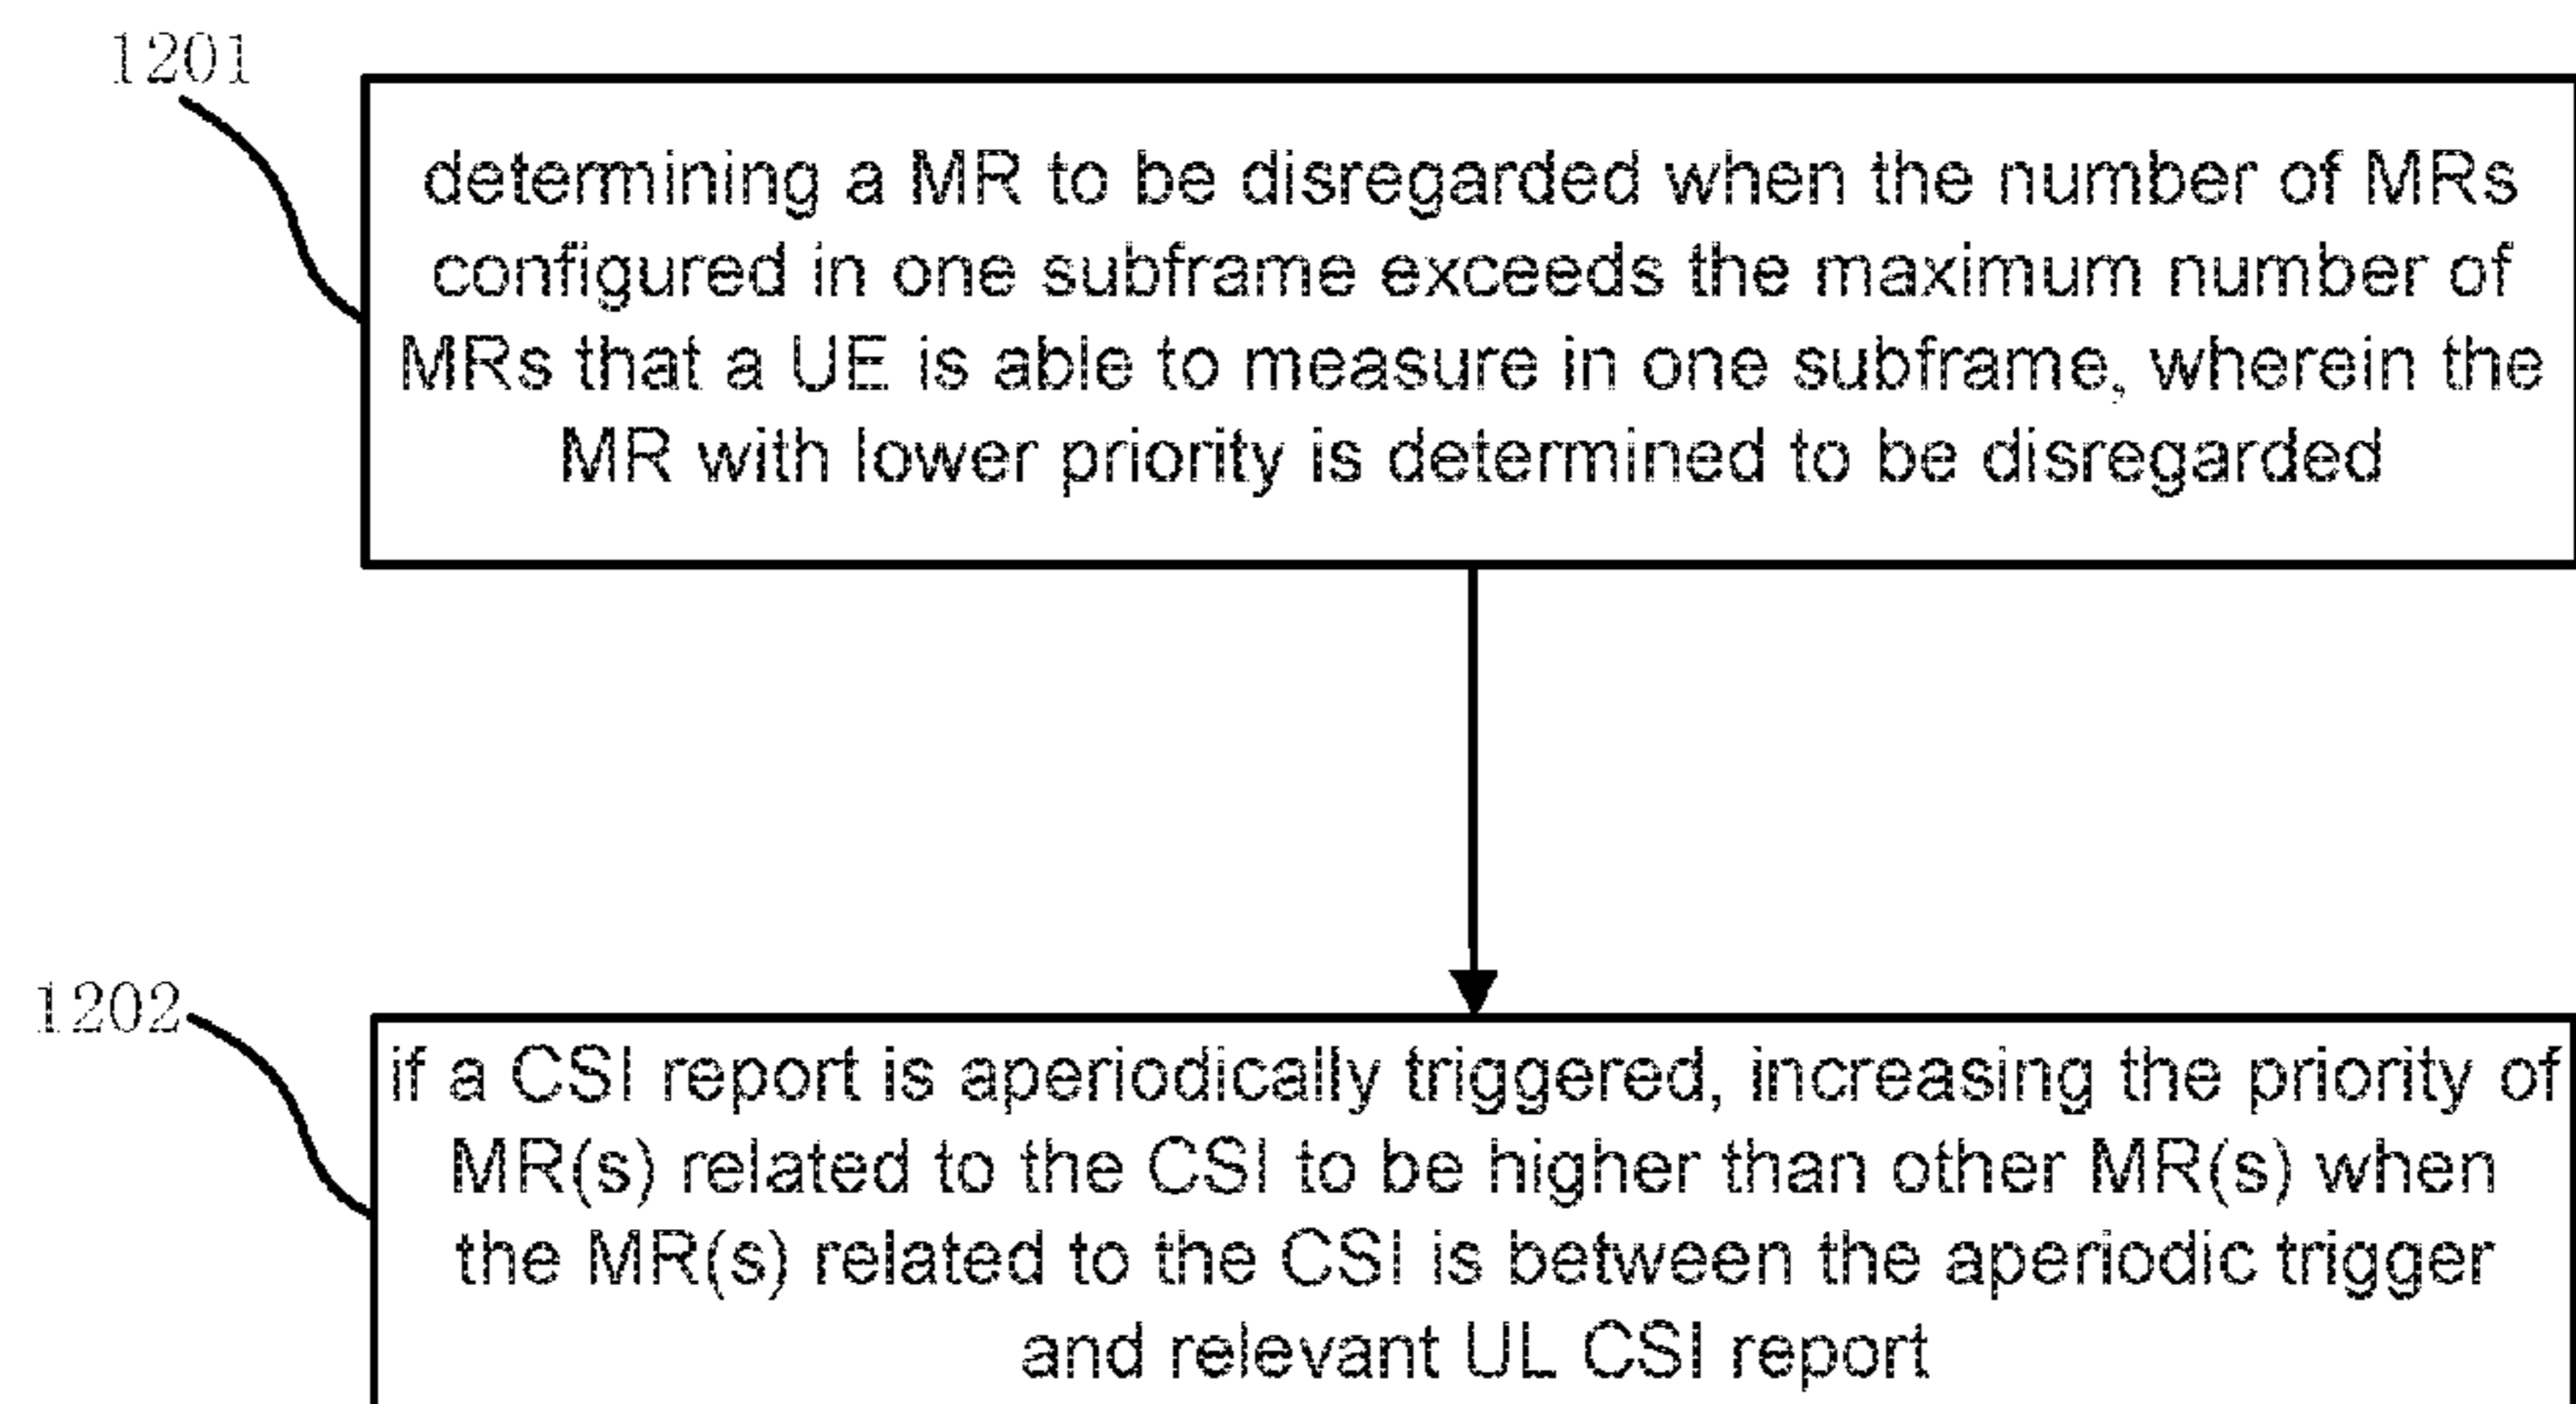 1201
determining a MR to be disregarded when the number of MRs
configured in one subframe exceeds the maximum number of
MRs that a UE is able to measure in one subframe, wherein the
MR with lower priority is determined to be disregarded
1202
if a CSI report is aperiodically triggered, increasing the priority of
MR(s) related to the CSI to be higher than other MR(s) when
the MR(s) related to the CSI is between the aperiodic trigger
and relevant UL CSI report